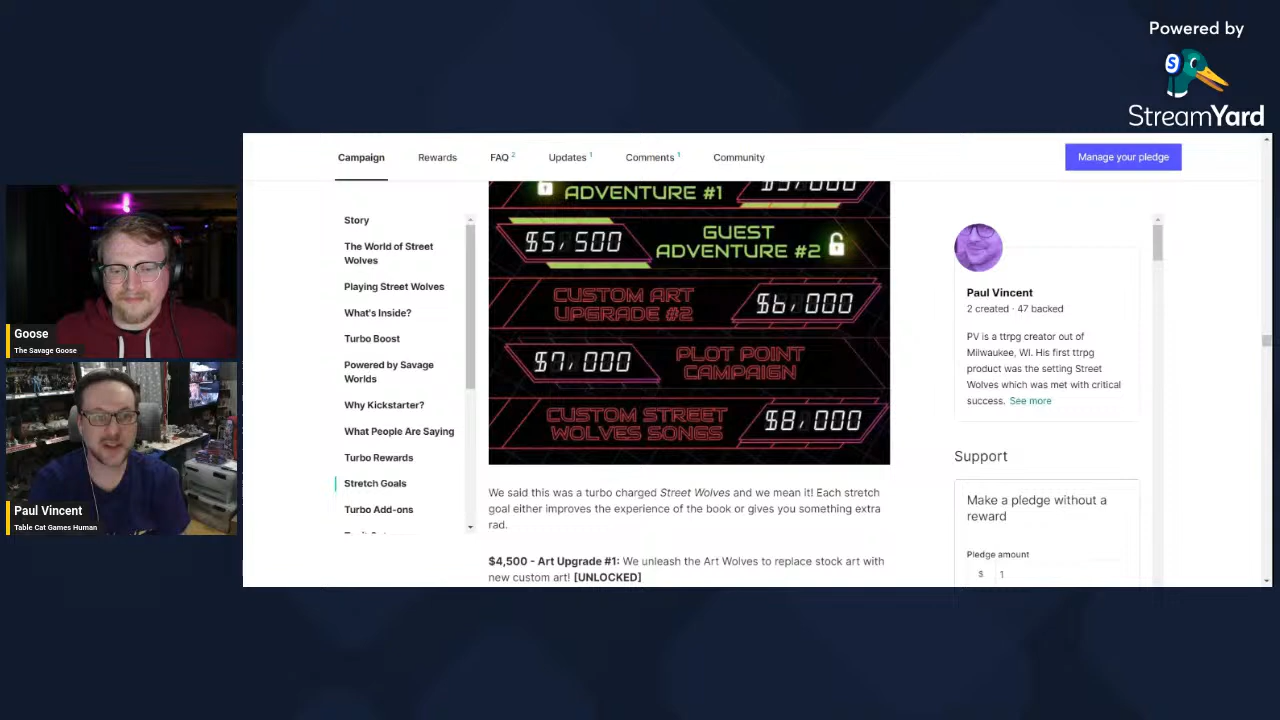 Powered by
StreamYard
Campaign
Rewards
FAQ 2
Updates 1
Comments 1
Community
Manage your pledge
Story
The World of Street
Wolves
Playing Street Wolves
What's Inside?
Turbo Boost
Powered by Savage
Worlds
Why Kickstarter?
What People Are Saying
Turbo Rewards
Stretch Goals
Turbo Add-ons
ADVENTURE #1
$5,500
GUEST
ADVENTURE #2
CUSTOM ART
UPGRADE #2
$6,000
$7,000
PLOT POINT
CAMPAIGN
CUSTOM STREET
WOLVES SONGS
$8,000
We said this was a turbo charged Street Wolves and we mean it! Each stretch
goal either improves the experience of the book or gives you something extra
rad.
$4,500 - Art Upgrade #1: We unleash the Art Wolves to replace stock art with
new custom art! [UNLOCKED]
Paul Vincent
2 created · 47 backed
PV is a ttrpg creator out of
Milwaukee, WI. His first ttrpg
product was the setting Street
Wolves which was met with critical
success. See more
Support
Make a pledge without a
reward
Pledge amount
$ 1
Goose
The Savage Goose
Paul Vincent
Table Cat Games Human